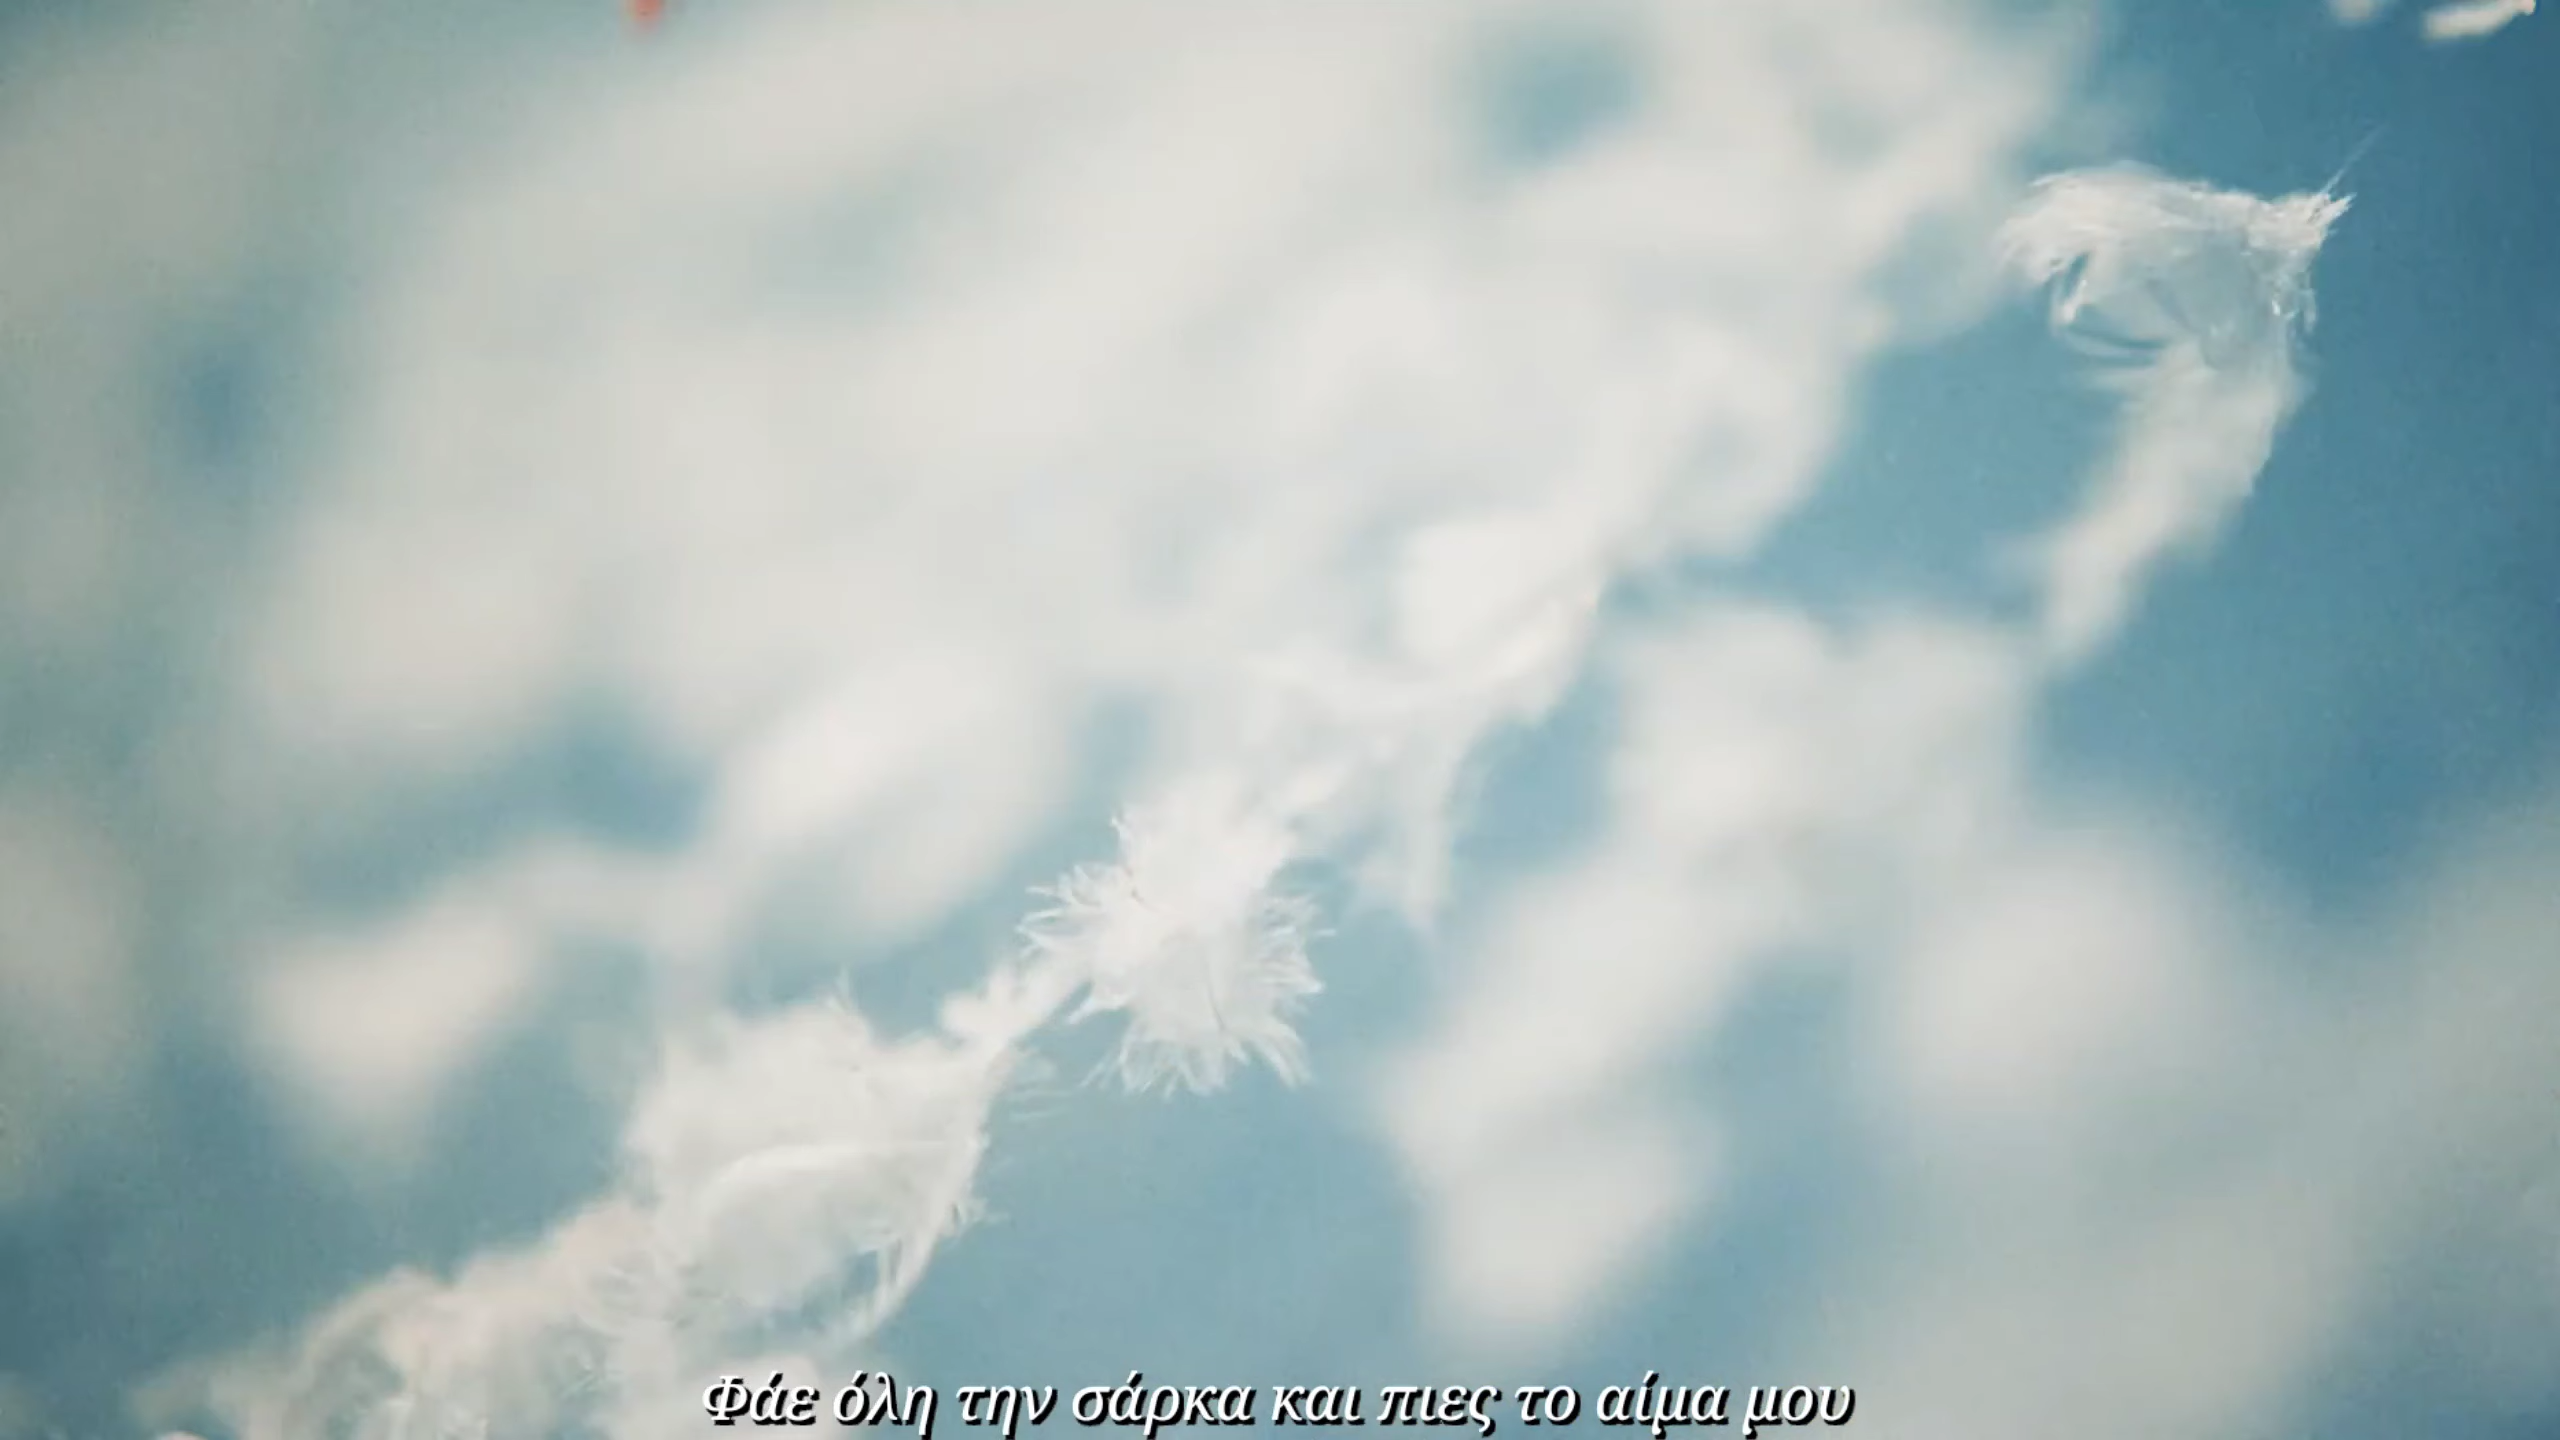 Φάε όλη την σάρκα και πιες το αίμα μου